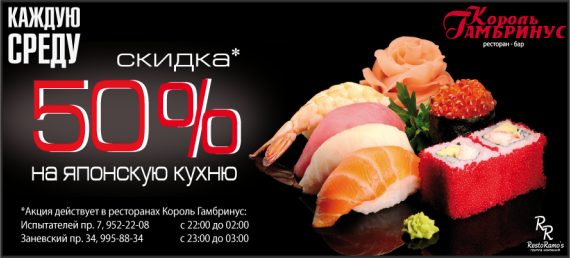 КАЖДУЮ
СРЕДУ
СКИДКА*
50%
НА ЯПОНСКУЮ КУХНЮ
*Акция действует в ресторанах Король Гамбринус:
Испытателей пр. 7, 952-22-08 с 22:00 до 02:00
Заневский пр. 34, 995-88-34 с 23:00 до 03:00
Король
Гамбринус
ресторан · бар
RR
RestoRamo's
группа компаний